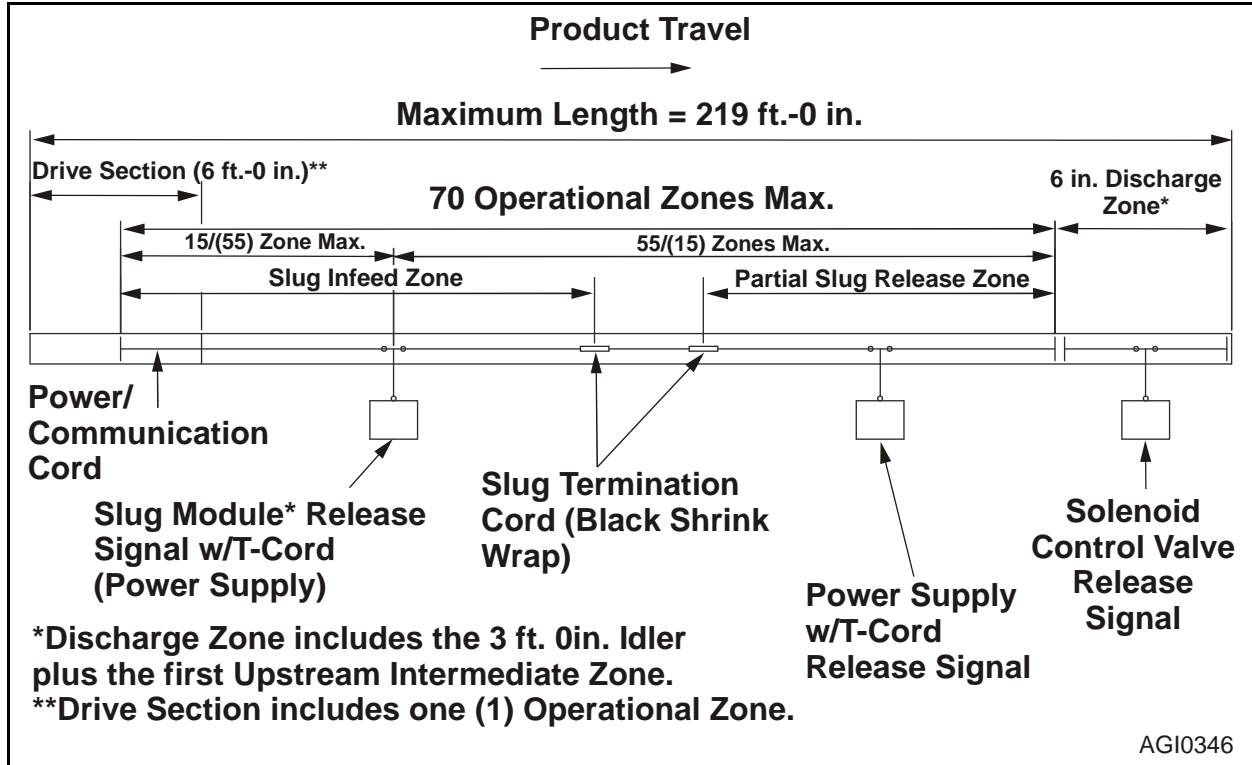 Product Travel
Maximum Length = 219 ft.-0 in.
Drive Section (6 ft.-0 in.)**
70 Operational Zones Max.
6 in. Discharge
Zone*
15/(55) Zone Max.
55/(15) Zones Max.
Slug Infeed Zone
Partial Slug Release Zone
Power/
Communication
Cord
Slug Module* Release
Signal w/T-Cord
(Power Supply)
Slug Termination
Cord (Black Shrink
Wrap)
Power Supply
w/T-Cord
Release Signal
Solenoid
Control Valve
Release
Signal
*Discharge Zone includes the 3 ft. 0in. Idler
plus the first Upstream Intermediate Zone.
**Drive Section includes one (1) Operational Zone.
AGI0346